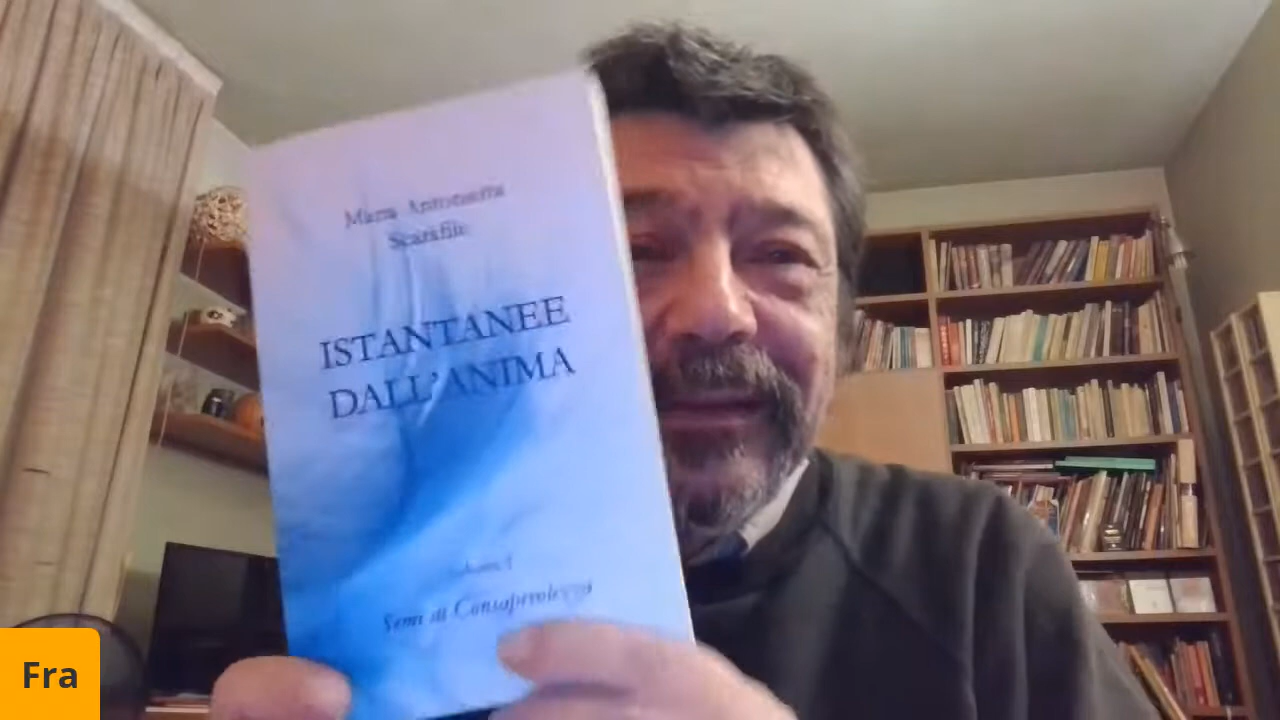 Maria Antonietta
Scarafile
ISTANTANEE
DALL'ANIMA
Semi di Consapevolezza
Fra